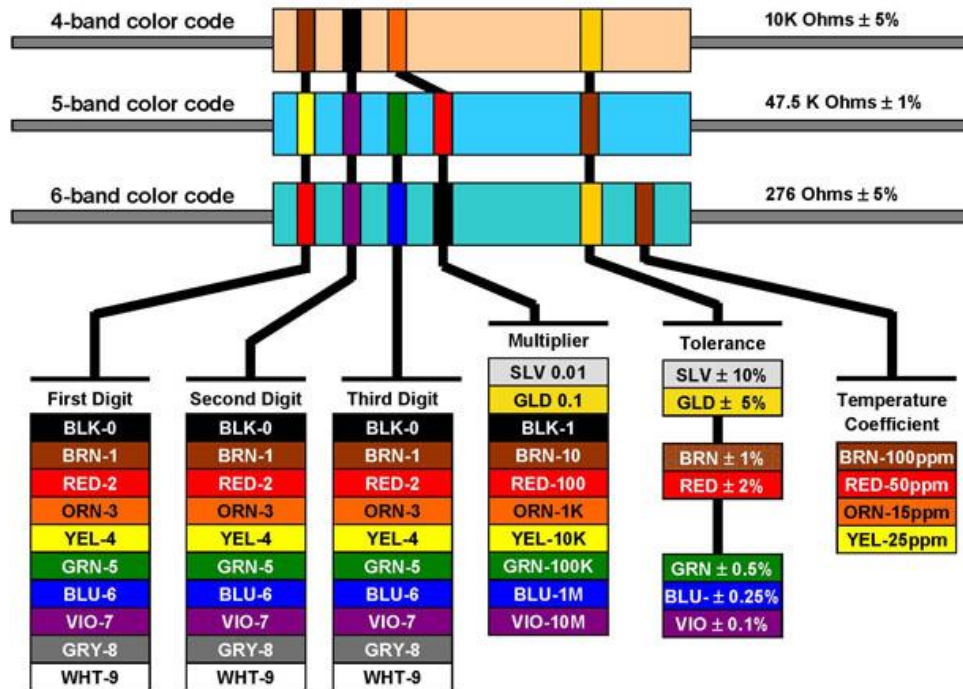 4-band color code
10K Ohms ± 5%
5-band color code
47.5 K Ohms ± 1%
6-band color code
276 Ohms ± 5%
First Digit
BLK-0
BRN-1
RED-2
ORN-3
YEL-4
GRN-5
BLU-6
VIO-7
GRY-8
WHT-9
Second Digit
BLK-0
BRN-1
RED-2
ORN-3
YEL-4
GRN-5
BLU-6
VIO-7
GRY-8
WHT-9
Third Digit
BLK-0
BRN-1
RED-2
ORN-3
YEL-4
GRN-5
BLU-6
VIO-7
GRY-8
WHT-9
Multiplier
SLV 0.01
GLD 0.1
BLK-1
BRN-10
RED-100
ORN-1K
YEL-10K
GRN-100K
BLU-1M
VIO-10M
Tolerance
SLV ± 10%
GLD ± 5%
BRN ± 1%
RED ± 2%
GRN ± 0.5%
BLU- ± 0.25%
VIO ± 0.1%
Temperature
Coefficient
BRN-100ppm
RED-50ppm
ORN-15ppm
YEL-25ppm